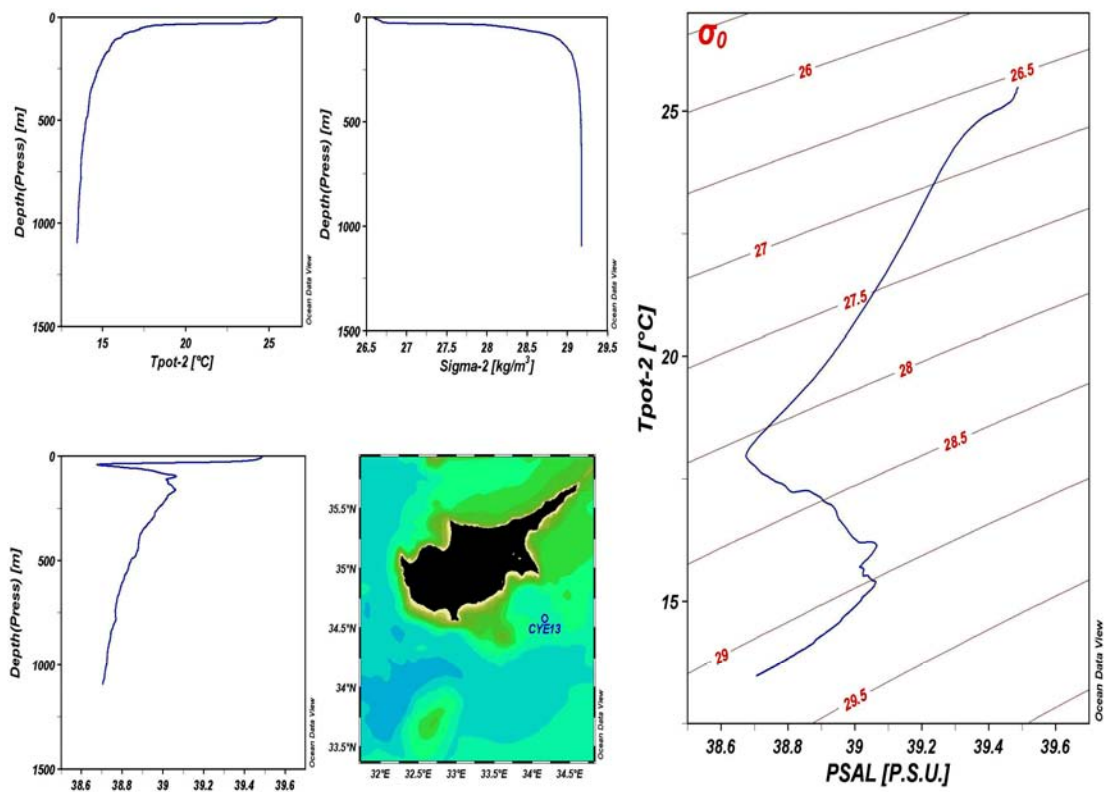 0
500
1000
1500
Depth(Press) [m]
15
20
25
Tpot-2 [°C]
Ocean Data View
0
500
1000
1500
Depth(Press) [m]
26.5
27
27.5
28
28.5
29
29.5
Sigma-2 [kg/m³]
Ocean Data View
σ₀
26
26.5
27
27.5
28
28.5
29
29.5
25
20
15
Tpot-2 [°C]
38.6
38.8
39
39.2
39.4
39.6
PSAL [P.S.U.]
Ocean Data View
0
500
1000
1500
Depth(Press) [m]
38.6
38.8
39
39.2
39.4
39.6
Ocean Data View
35.5°N
35°N
34.5°N
34°N
33.5°N
CYE13
32°E
32.5°E
33°E
33.5°E
34°E
34.5°E
Ocean Data View